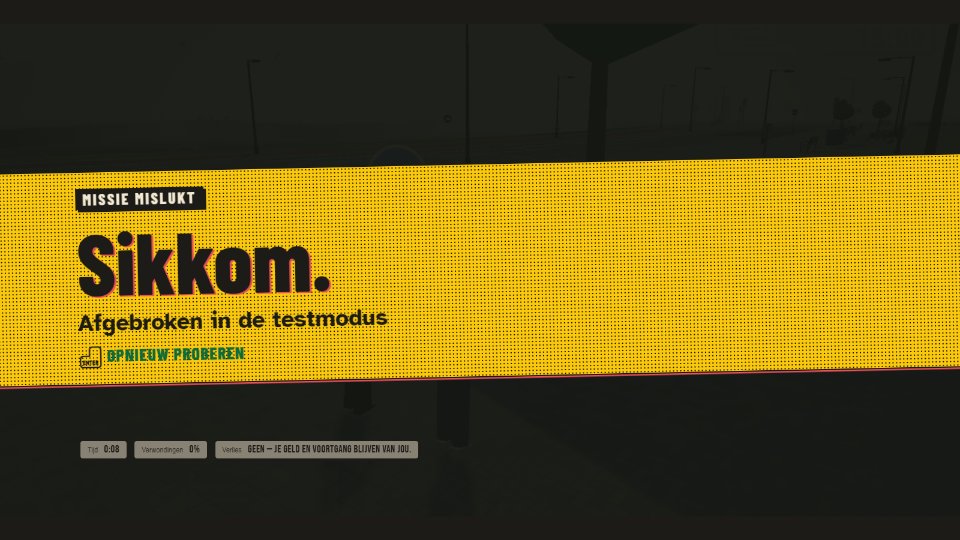 MISSIE MISLUKT
Sikkom.
Afgebroken in de testmodus
ENTER OPNIEUW PROBEREN
Tijd 0:08 Verwondingen 0% Verlies GEEN — JE GELD EN VOORTGANG BLIJVEN VAN JOU.